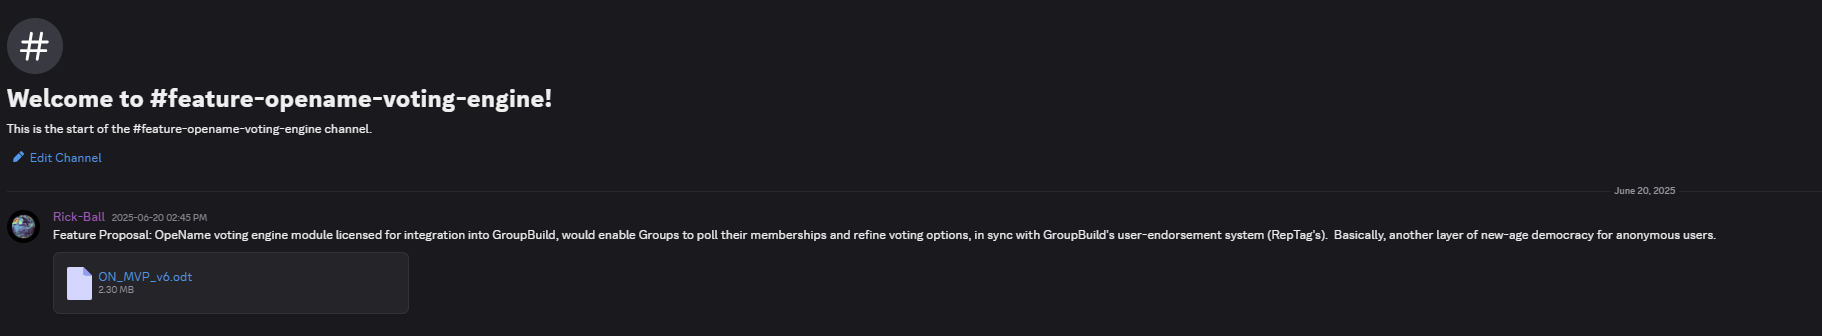 #
Welcome to #feature-opename-voting-engine!
This is the start of the #feature-opename-voting-engine channel.
Edit Channel
June 20, 2025
Rick-Ball 2025-06-20 02:45 PM
Feature Proposal: OpeName voting engine module licensed for integration into GroupBuild, would enable Groups to poll their memberships and refine voting options, in sync with GroupBuild's user-endorsement system (RepTag's).  Basically, another layer of new-age democracy for anonymous users.
ON_MVP_v6.odt
2.30 MB